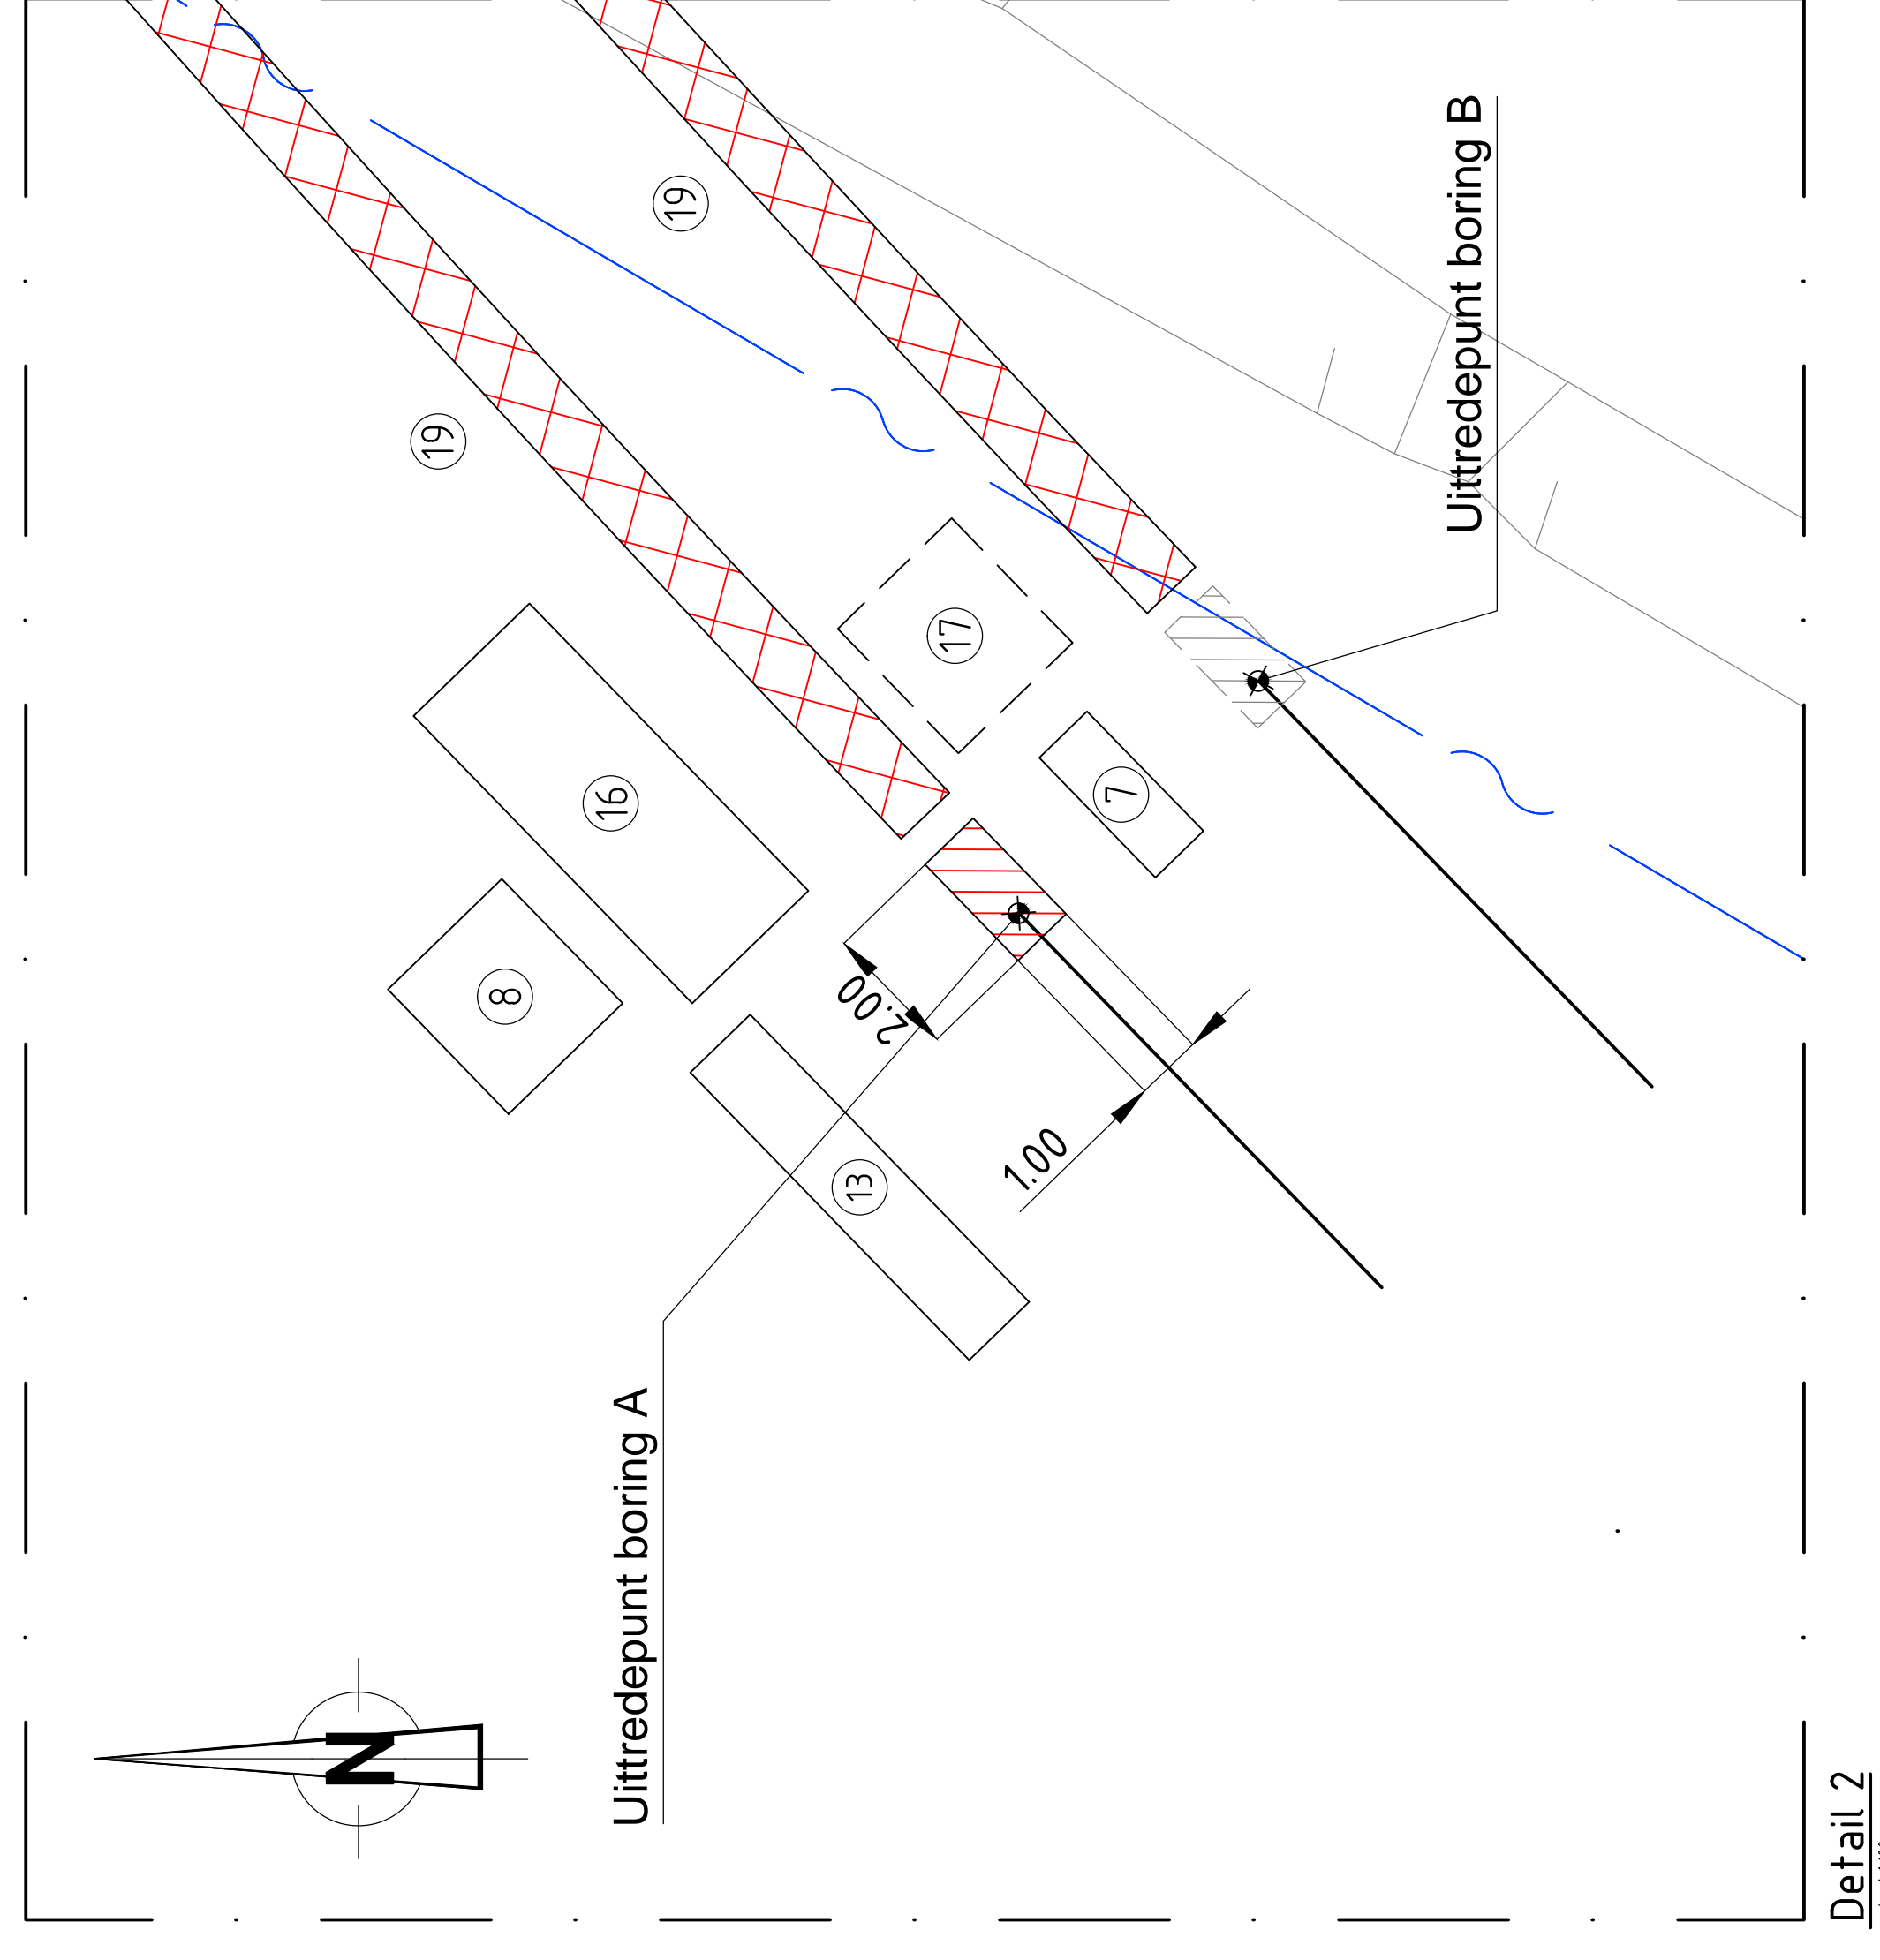 19
19
Uittredepunt boring B
17
7
16
8
2.00
13
1.00
Uittredepunt boring A
N
Detail 2